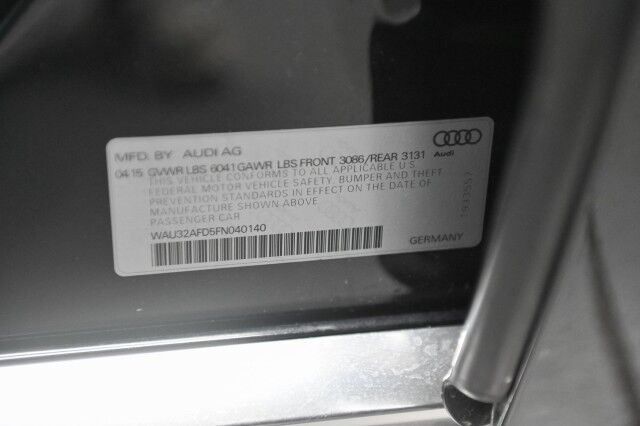 MFD. BY AUDI AG
04.15 GVWR LBS 6041 GAWR LBS FRONT 3086/REAR 3131
Audi
THIS VEHICLE CONFORMS TO ALL APPLICABLE U.S.
FEDERAL MOTOR VEHICLE SAFETY, BUMPER AND THEFT
PREVENTION STANDARDS IN EFFECT ON THE DATE OF
MANUFACTURE SHOWN ABOVE
PASSENGER CAR
WAU32AFD5FN040140
GERMANY